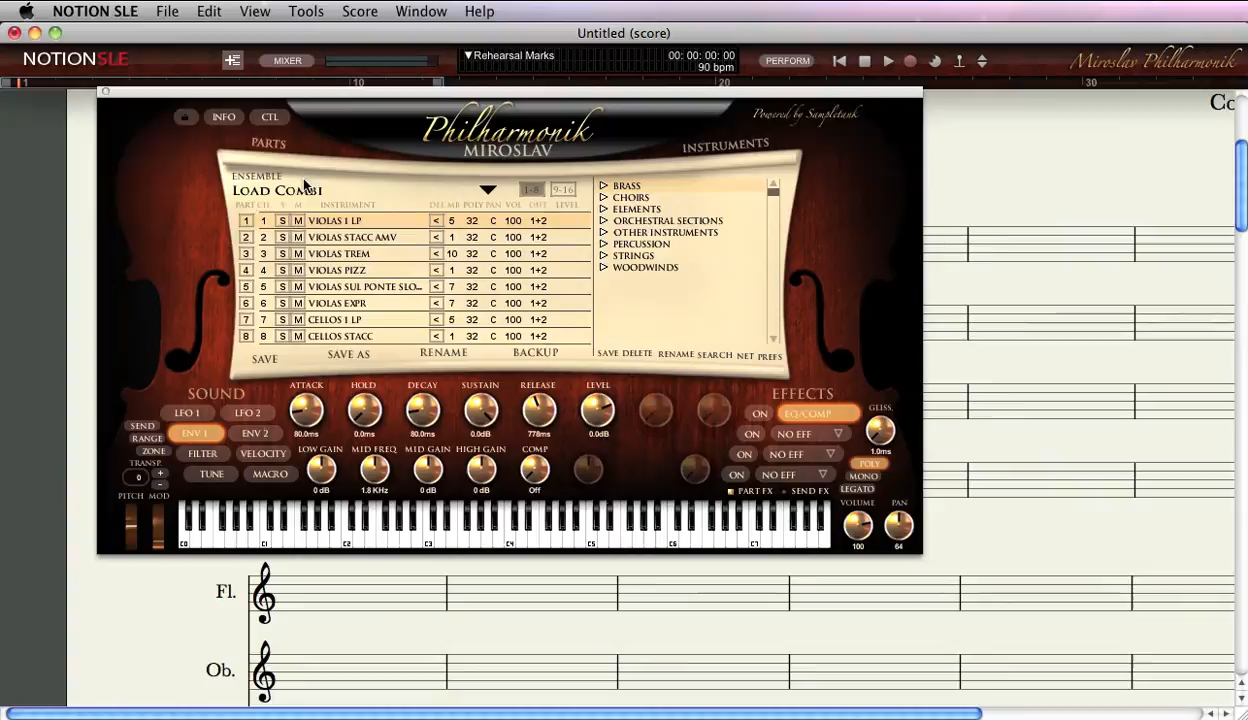 NOTION SLE File Edit View Tools Score Window Help
Untitled (score)
NOTION SLE MIXER ▼Rehearsal Marks 00: 00: 00: 00 PERFORM Miroslav Philharmonik
90 bpm
1 10 20 30
Co
INFO CTL Philharmonik Powered by Sampletank
MIROSLAV
PARTS INSTRUMENTS
ENSEMBLE
LOAD COMBI 1-8 9-16
PART CH S M INSTRUMENT DEL MB POLY PAN VOL OUT LEVEL
1 1 S M VIOLAS 1 LP < 5 32 C 100 1+2
2 2 S M VIOLAS STACC AMV < 1 32 C 100 1+2
3 3 S M VIOLAS TREM < 10 32 C 100 1+2
4 4 S M VIOLAS PIZZ < 1 32 C 100 1+2
5 5 S M VIOLAS SUL PONTE SLO... < 7 32 C 100 1+2
6 6 S M VIOLAS EXPR < 7 32 C 100 1+2
7 7 S M CELLOS 1 LP < 5 32 C 100 1+2
8 8 S M CELLOS STACC < 1 32 C 100 1+2
BRASS
CHOIRS
ELEMENTS
ORCHESTRAL SECTIONS
OTHER INSTRUMENTS
PERCUSSION
STRINGS
WOODWINDS
SAVE SAVE AS RENAME BACKUP
SAVE DELETE RENAME SEARCH NET PREFS
SOUND ATTACK HOLD DECAY SUSTAIN RELEASE LEVEL EFFECTS
LFO 1 LFO 2 ON EQ/COMP GLISS.
80.0ms 0.0ms 80.0ms 0.0dB 778ms 0.0dB
SEND ENV 1 ENV 2 ON NO EFF
RANGE
ZONE FILTER VELOCITY LOW GAIN MID FREQ MID GAIN HIGH GAIN COMP ON NO EFF 1.0ms
TRANSP. POLY
0 + - TUNE MACRO ON NO EFF MONO
0 dB 1.8 KHz 0 dB 0 dB Off PART FX SEND FX LEGATO
PITCH MOD VOLUME PAN
C0 C1 C2 C3 C4 C5 C6 C7 100 64
Fl.
Ob.